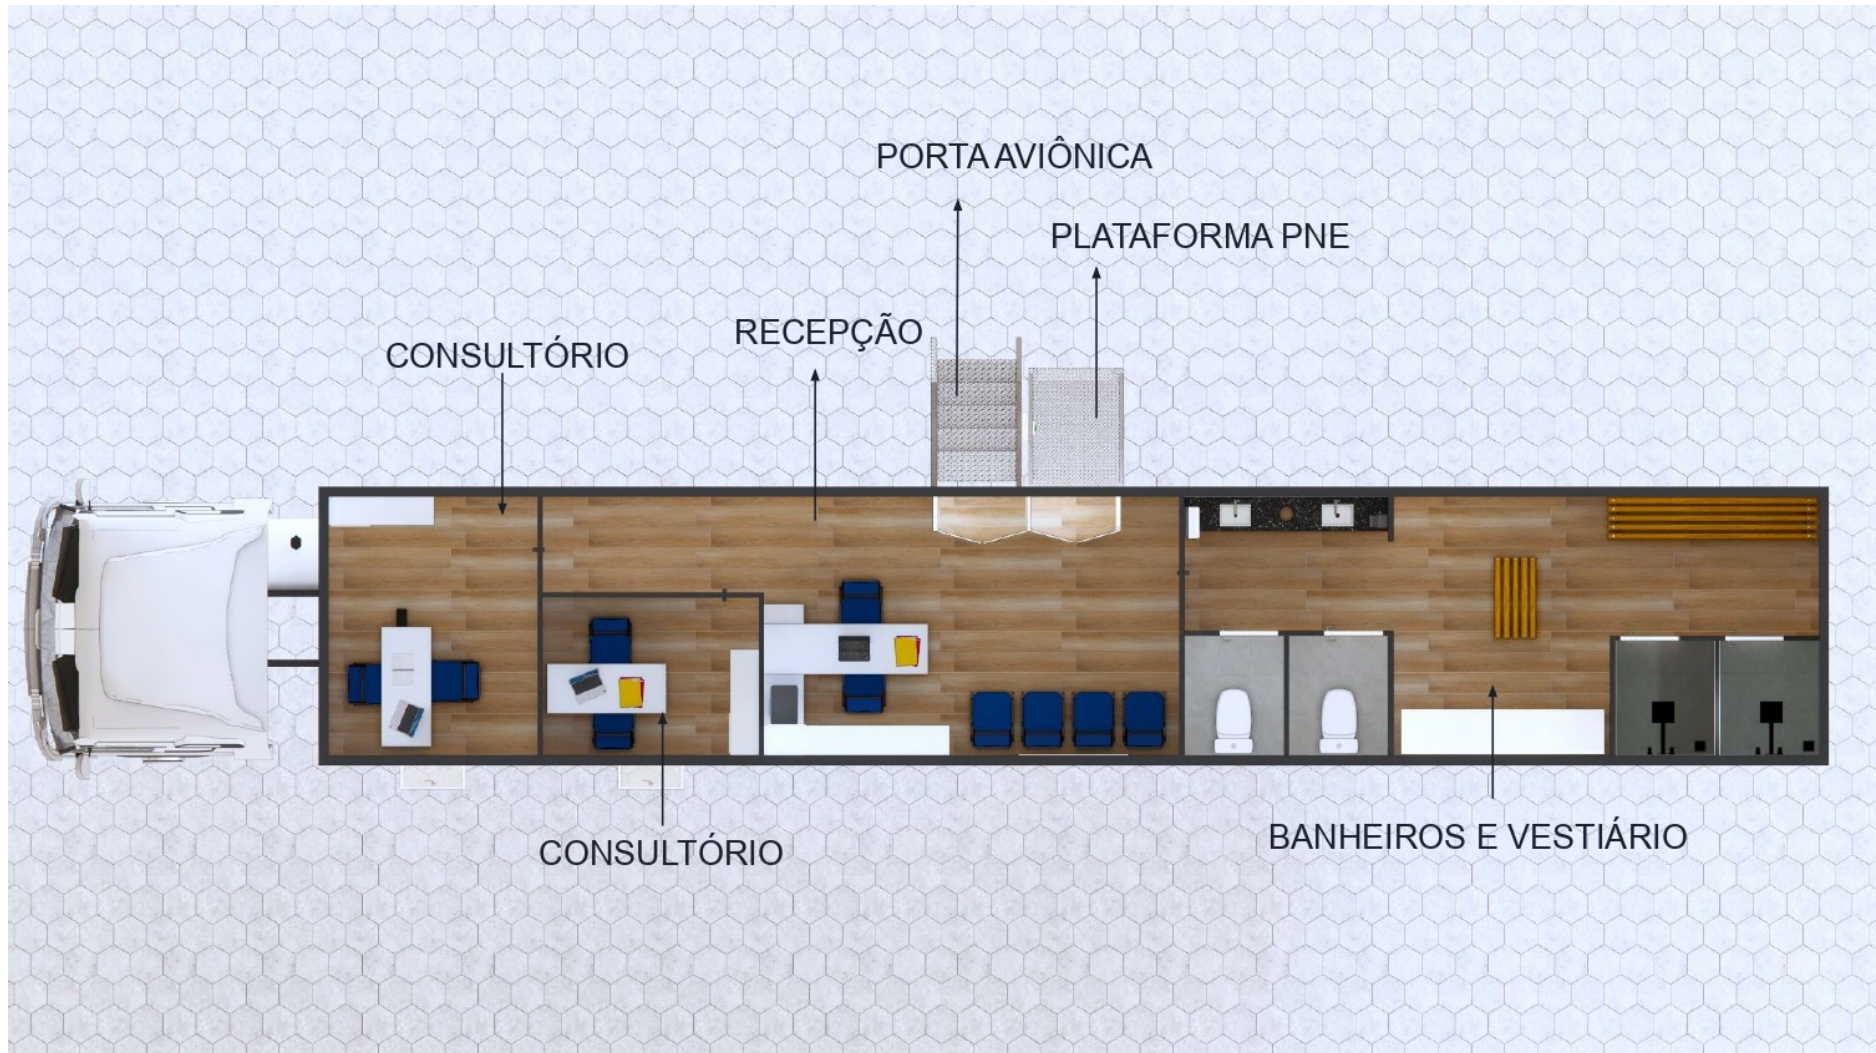 PORTA AVIÔNICA
PLATAFORMA PNE
RECEPÇÃO
CONSULTÓRIO
CONSULTÓRIO
BANHEIROS E VESTIÁRIO